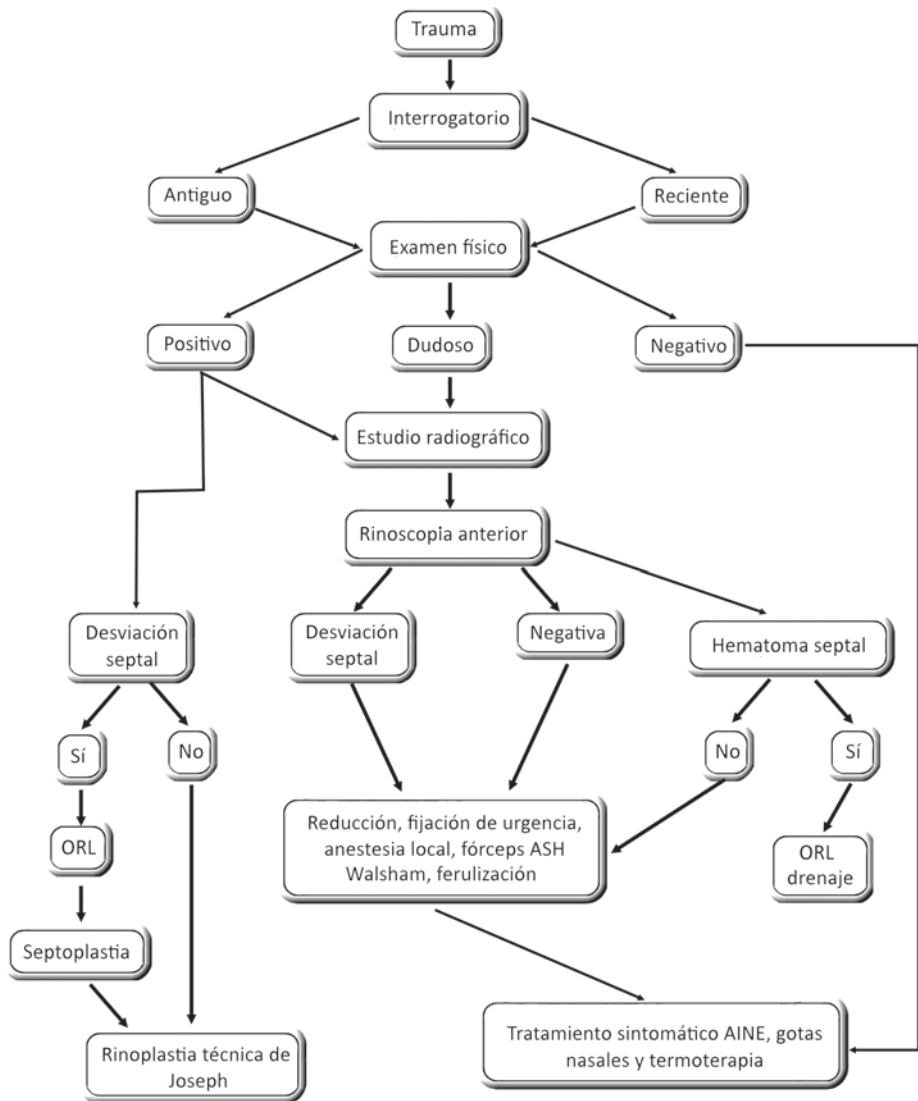 Trauma
Interrogatorio
Antiguo
Reciente
Examen físico
Positivo
Dudoso
Negativo
Estudio radiográfico
Rinoscopia anterior
Desviación
septal
Desviación
septal
Negativa
Hematoma septal
Sí
No
No
Sí
Reducción, fijación de urgencia,
anestesia local, fórceps ASH
Walsham, ferulización
ORL
ORL
drenaje
Septoplastia
Rinoplastia técnica de
Joseph
Tratamiento sintomático AINE, gotas
nasales y termoterapia